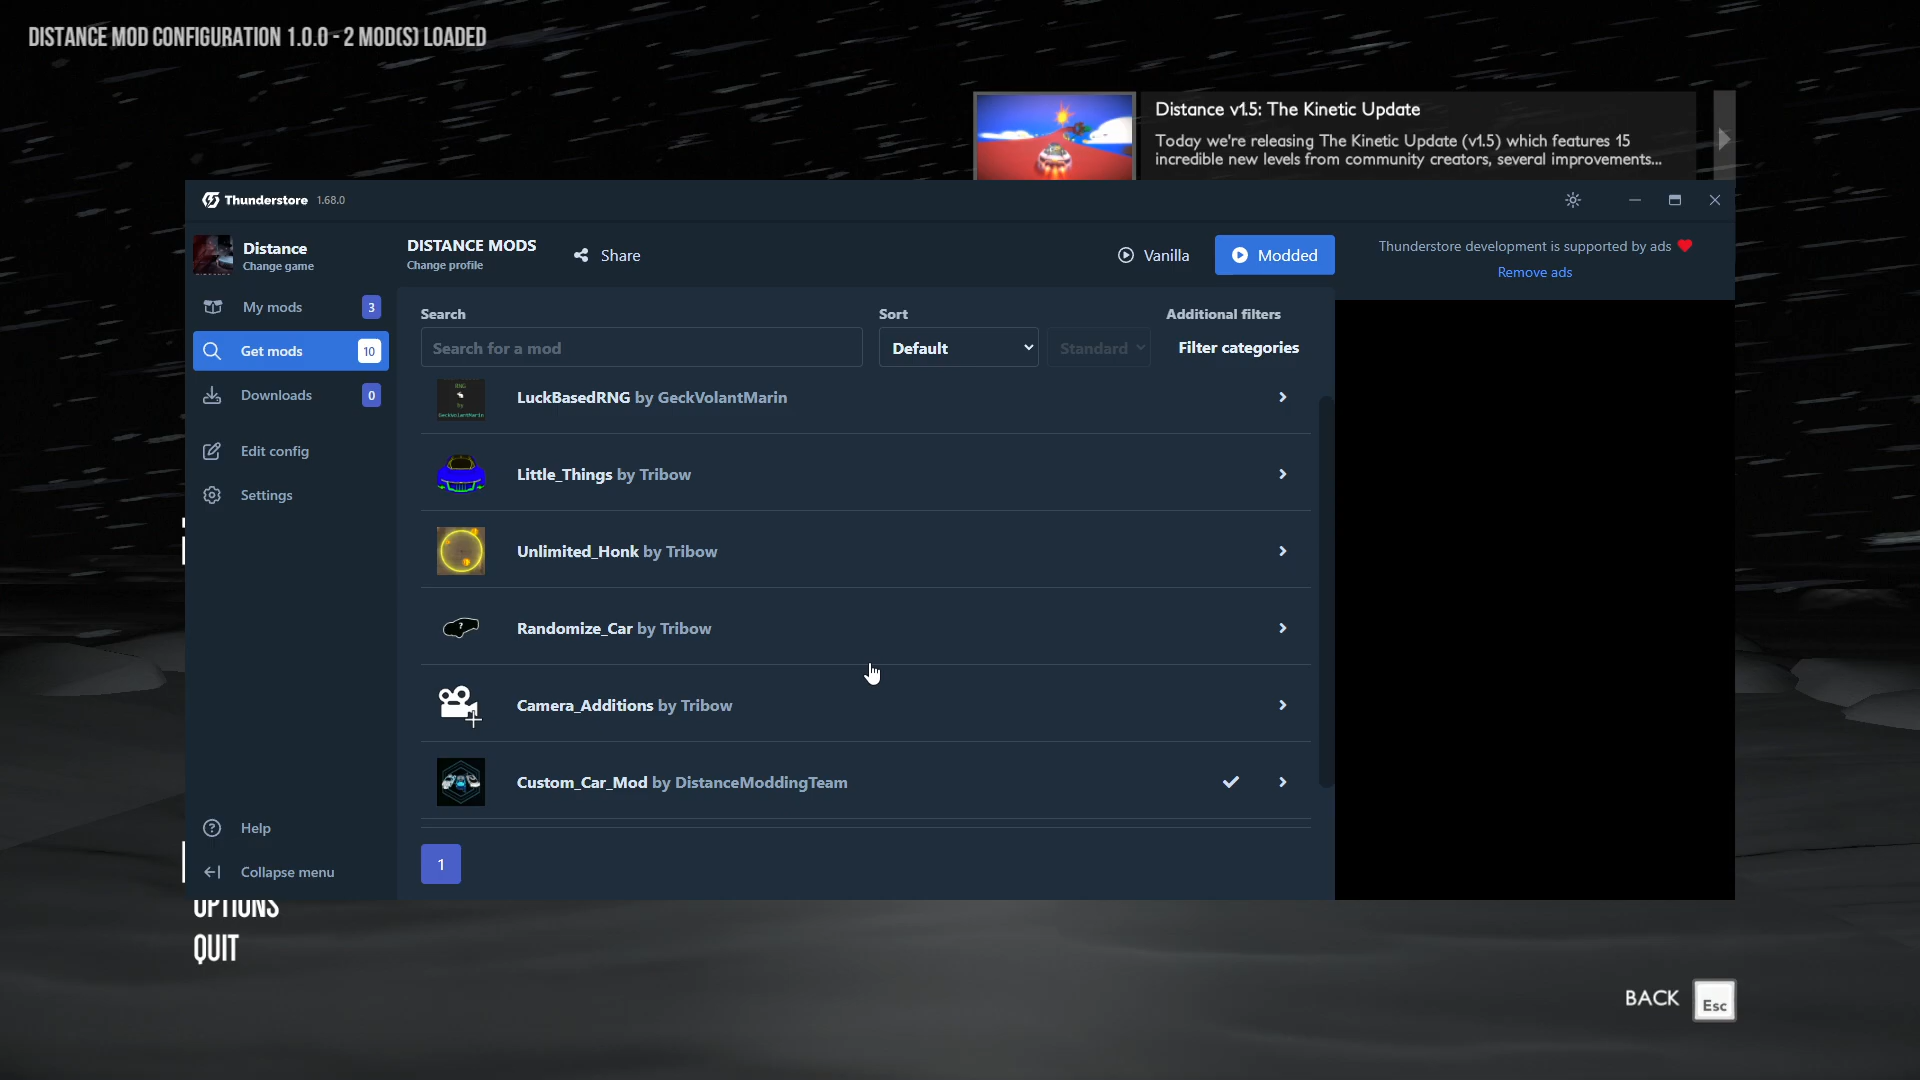 DISTANCE MOD CONFIGURATION 1.0.0 - 2 MOD(S) LOADED
Distance v1.5: The Kinetic Update
Today we're releasing The Kinetic Update (v1.5) which features 15
incredible new levels from community creators, several improvements...
Thunderstore 1.68.0
Distance
Change game
DISTANCE MODS
Change profile
Share
Vanilla
Modded
Thunderstore development is supported by ads
Remove ads
My mods 3
Get mods 10
Downloads 0
Edit config
Settings
Help
Collapse menu
Search
Sort
Additional filters
Search for a mod
Default
Standard
Filter categories
LuckBasedRNG by GeckVolantMarin
Little_Things by Tribow
Unlimited_Honk by Tribow
Randomize_Car by Tribow
Camera_Additions by Tribow
Custom_Car_Mod by DistanceModdingTeam
1
OPTIONS
QUIT
BACK Esc